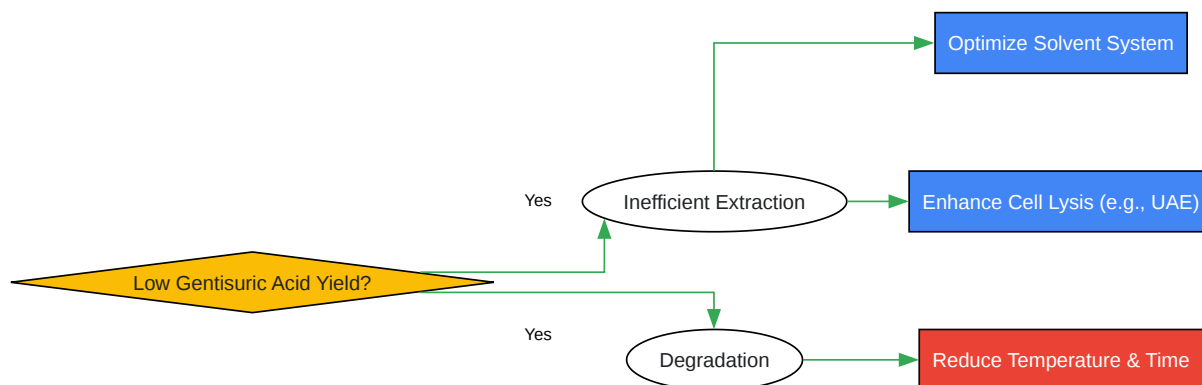 Optimize Solvent System
Yes
Inefficient Extraction
Enhance Cell Lysis (e.g., UAE)
Low Gentisuric Acid Yield?
Yes
Degradation
Reduce Temperature & Time